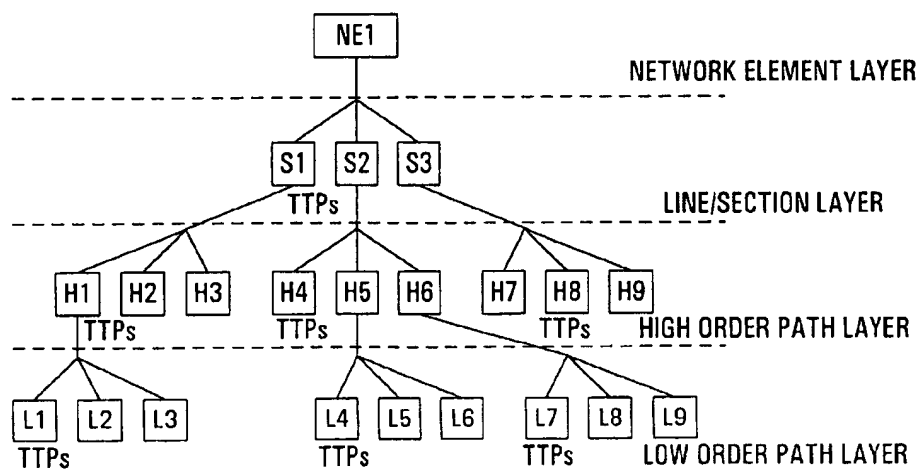 NE1
NETWORK ELEMENT LAYER
S1 S2 S3
TTPs
LINE/SECTION LAYER
H1 H2 H3 H4 H5 H6 H7 H8 H9
TTPs TTPs TTPs
HIGH ORDER PATH LAYER
L1 L2 L3 L4 L5 L6 L7 L8 L9
TTPs TTPs TTPs
LOW ORDER PATH LAYER